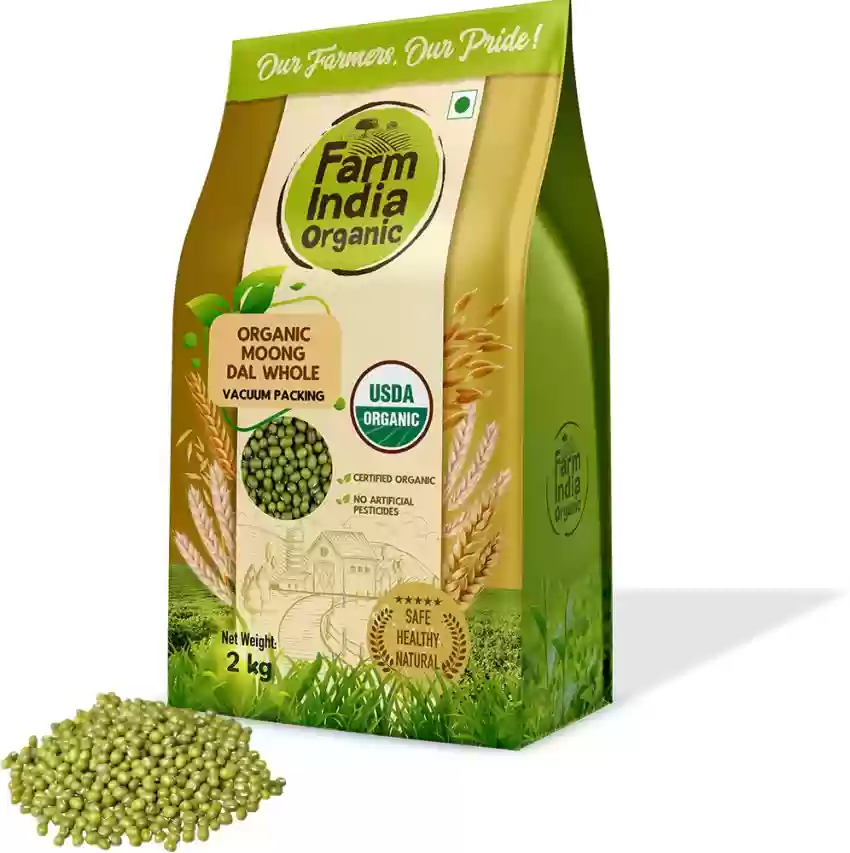 Our Farmers, Our Pride!
Farm
India
Organic
ORGANIC
MOONG
DAL WHOLE
VACUUM PACKING
USDA
ORGANIC
CERTIFIED ORGANIC
NO ARTIFICIAL
PESTICIDES
SAFE
HEALTHY
NATURAL
Net Weight:
2 kg
Farm
India
Organic